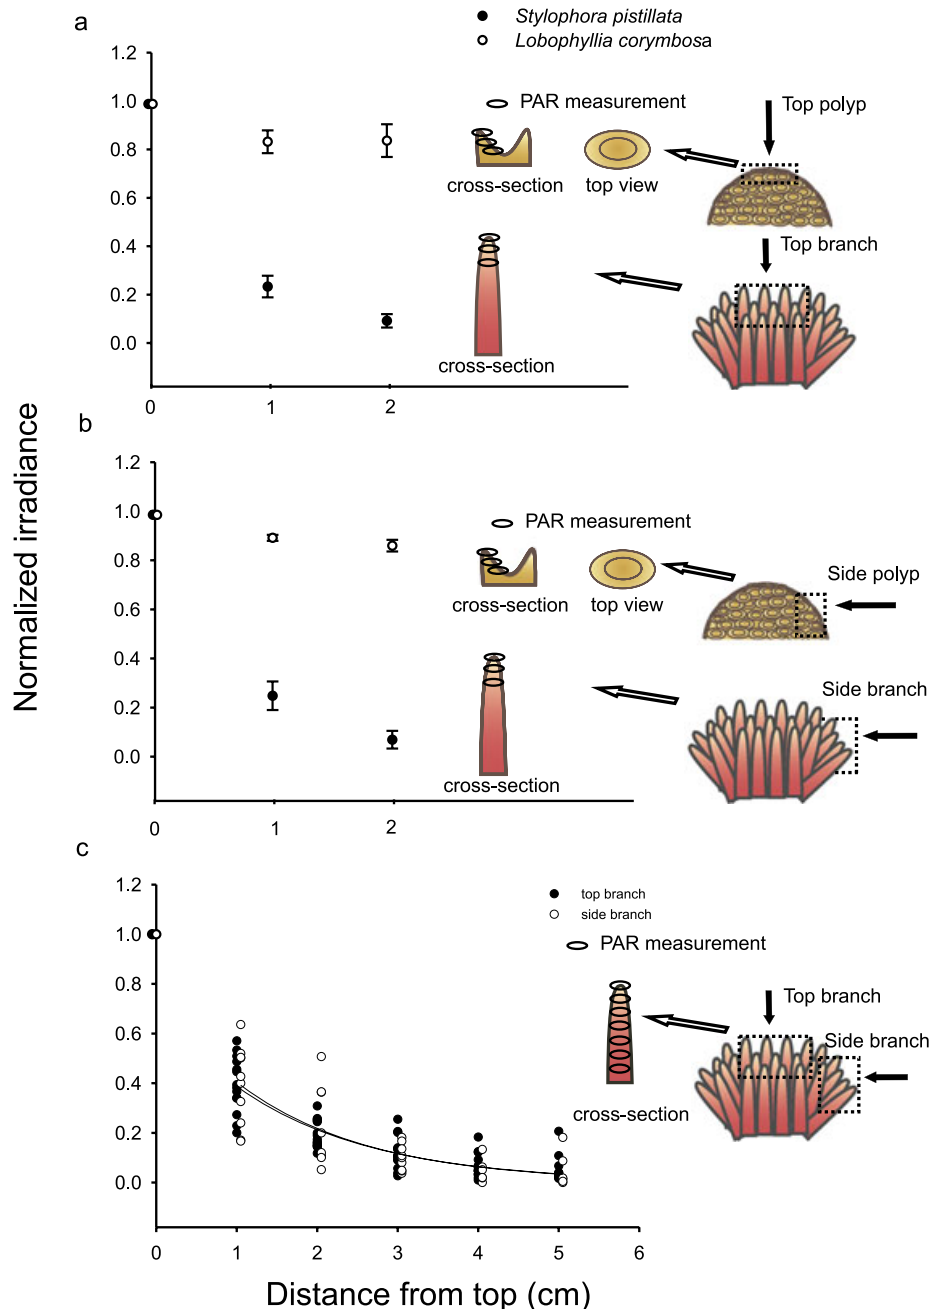 a
Stylophora pistillata
Lobophyllia corymbosa
1.2
1.0
0.8
0.6
0.4
0.2
0.0
0
1
2
PAR measurement
cross-section
top view
Top polyp
Top branch
cross-section
b
1.2
1.0
0.8
0.6
0.4
0.2
0.0
0
1
2
PAR measurement
cross-section
top view
Side polyp
Side branch
cross-section
Normalized irradiance
c
1.2
1.0
0.8
0.6
0.4
0.2
0.0
0
1
2
3
4
5
6
top branch
side branch
PAR measurement
Top branch
Side branch
cross-section
Distance from top (cm)